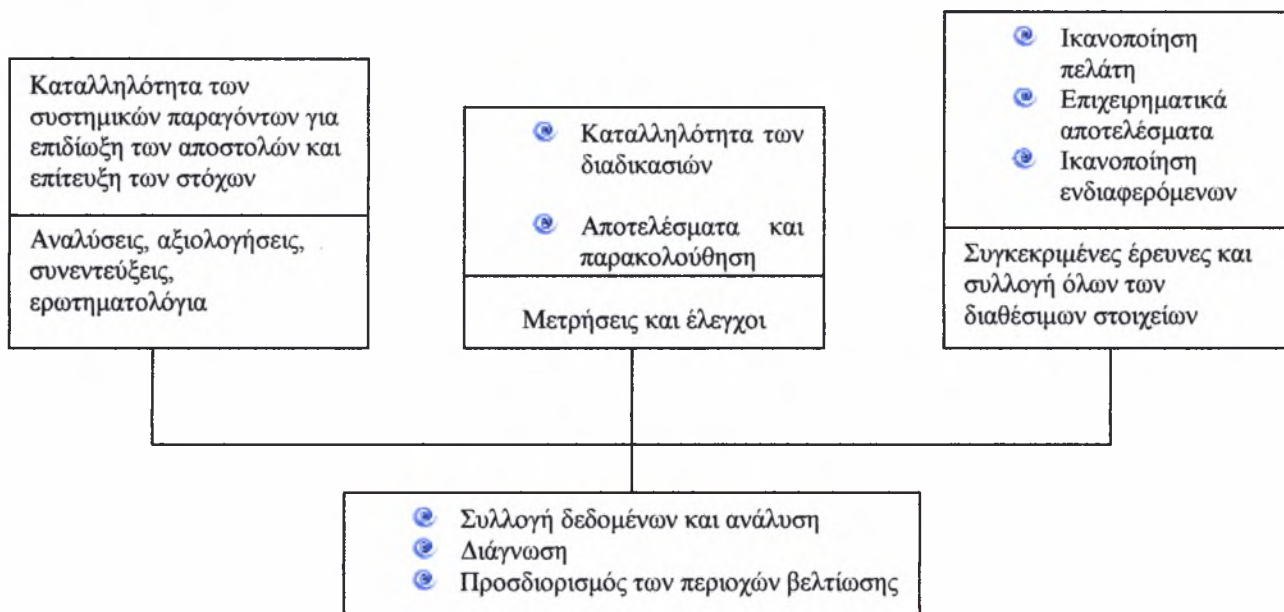 Καταλληλότητα των
συστημικών παραγόντων για
επιδίωξη των αποστολών και
επίτευξη των στόχων
Αναλύσεις, αξιολογήσεις,
συνεντεύξεις,
ερωτηματολόγια
Καταλληλότητα των
διαδικασιών
Αποτελέσματα και
παρακολούθηση
Μετρήσεις και έλεγχοι
Ικανοποίηση
πελάτη
Επιχειρηματικά
αποτελέσματα
Ικανοποίηση
ενδιαφερόμενων
Συγκεκριμένες έρευνες και
συλλογή όλων των
διαθέσιμων στοιχείων
Συλλογή δεδομένων και ανάλυση
Διάγνωση
Προσδιορισμός των περιοχών βελτίωσης